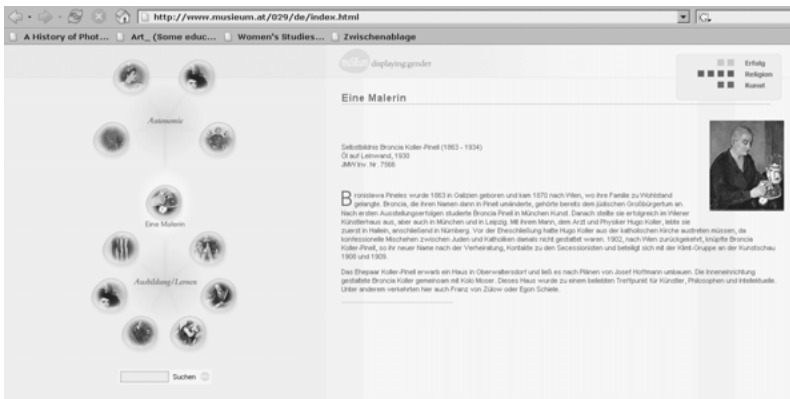 http://www.musieum.at/029/de/index.html
G.
A History of Phot...
Art_ (Some educ...
Women's Studies...
Zwischenablage
Autonomie
Eine Malerin
Ausbildung/Lernen
Suchen
displaying:gender
Erfolg
Religion
Kunst
Eine Malerin
Selbstbildnis Broncia Koller-Pinell (1863 - 1934)
Öl auf Leinwand, 1930
JMW Inv. Nr. 7566
Bronislawa Pineles wurde 1863 in Galizien geboren und kam 1870 nach Wien, wo ihre Familie zu Wohlstand
gelangte. Broncia, die ihren Namen dann in Pinell umänderte, gehörte bereits dem jüdischen Großbürgertum an.
Nach ersten Ausstellungserfolgen studierte Broncia Pinell in München Kunst. Danach stellte sie erfolgreich im Wiener
Künstlerhaus aus, aber auch in München und in Leipzig. Mit ihrem Mann, dem Arzt und Physiker Hugo Koller, lebte sie
zuerst in Hallein, anschließend in Nürnberg. Vor der Eheschließung hatte Hugo Koller aus der katholischen Kirche austreten müssen, da
konfessionelle Mischehen zwischen Juden und Katholiken damals nicht gestattet waren. 1902, nach Wien zurückgekehrt, knüpfte Broncia
Koller-Pinell, so ihr neuer Name nach der Verheiratung, Kontakte zu den Secessionisten und beteiligt sich mit der Klimt-Gruppe an der Kunstschau
1908 und 1909.
Das Ehepaar Koller-Pinell erwarb ein Haus in Oberwaltersdorf und ließ es nach Plänen von Josef Hoffmann umbauen. Die Inneneinrichtung
gestaltete Broncia Koller gemeinsam mit Kolo Moser. Dieses Haus wurde zu einem beliebten Treffpunkt für Künstler, Philosophen und Intellektuelle.
Unter anderem verkehrten hier auch Franz von Zülow oder Egon Schiele.